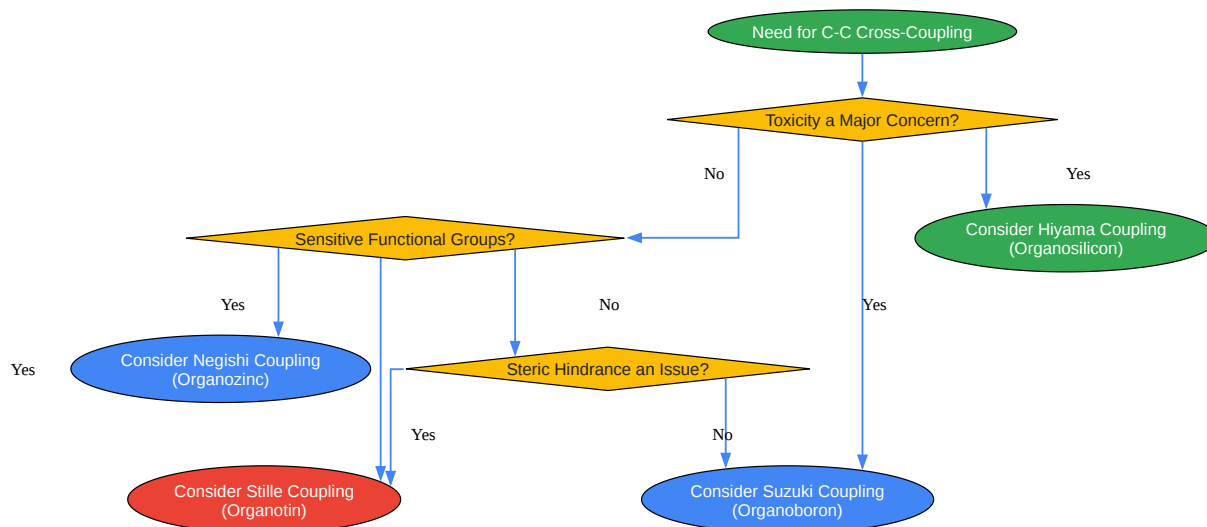 Need for C-C Cross-Coupling
Toxicity a Major Concern?
No
Yes
Consider Hiyama Coupling
(Organosilicon)
Sensitive Functional Groups?
Yes
No
Yes
Consider Negishi Coupling
(Organozinc)
Yes
Steric Hindrance an Issue?
Yes
No
Consider Stille Coupling
(Organotin)
Consider Suzuki Coupling
(Organoboron)